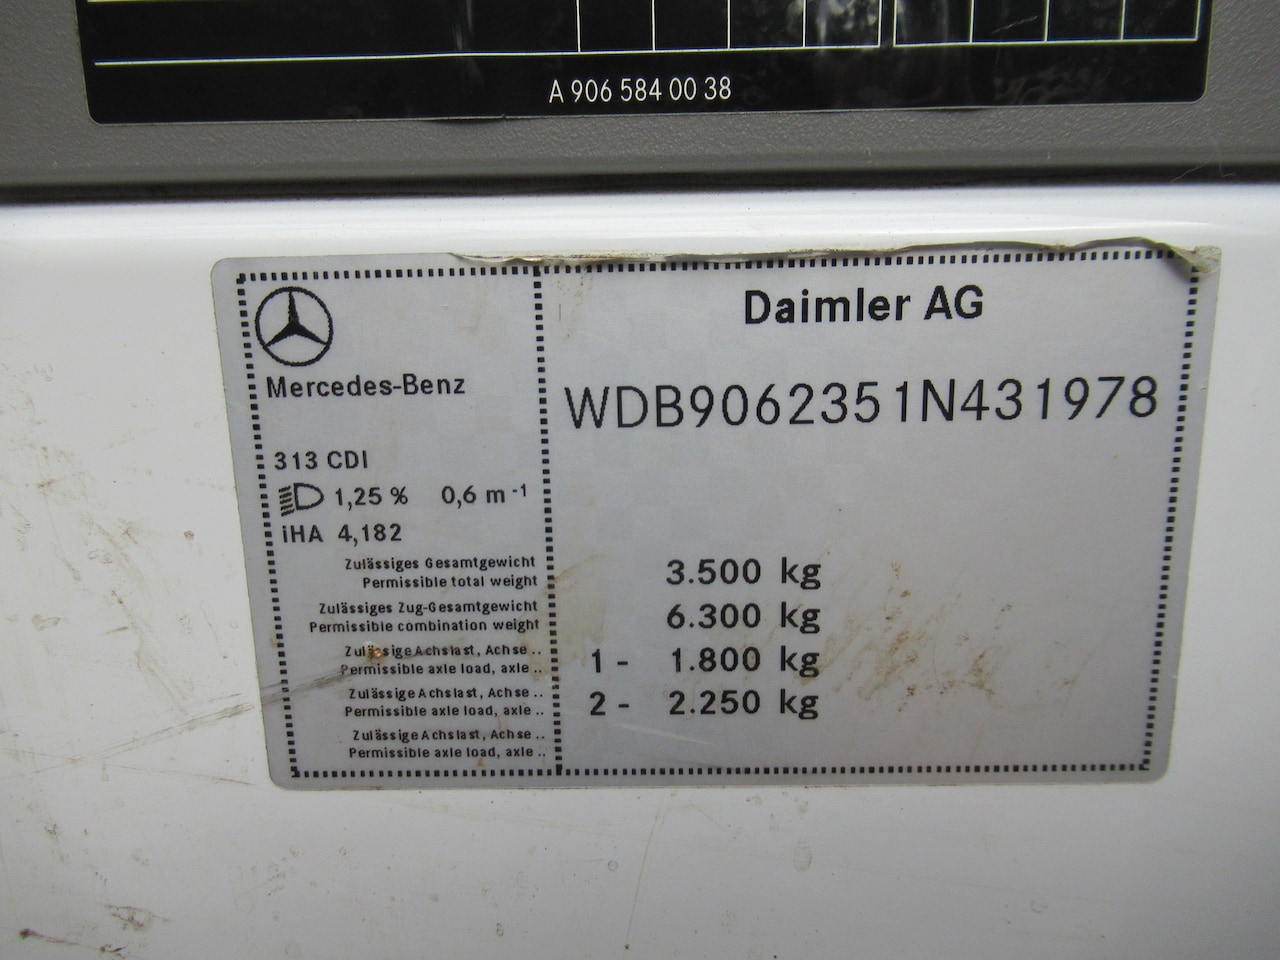 A 906 584 00 38
Daimler AG
Mercedes-Benz
WDB9062351N431978
313 CDI
1,25 % 0,6 m -1
iHA 4,182
Zulässiges Gesamtgewicht
Permissible total weight
3.500 kg
Zulässiges Zug-Gesamtgewicht
Permissible combination weight
6.300 kg
Zulässige Achslast, Achse ..
Permissible axle load, axle ..
1 - 1.800 kg
Zulässige Achslast, Achse ..
Permissible axle load, axle ..
2 - 2.250 kg
Zulässige Achslast, Achse ..
Permissible axle load, axle ..